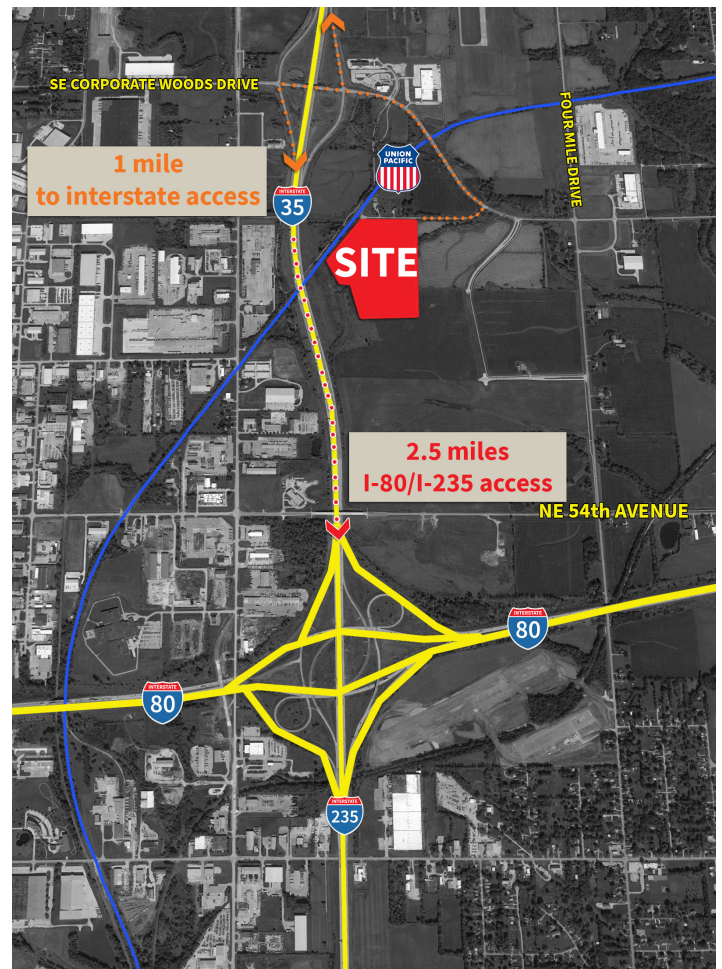 SE CORPORATE WOODS DRIVE
FOUR MILE DRIVE
UNION
PACIFIC
1 mile
to interstate access
INTERSTATE
35
SITE
2.5 miles
I-80/I-235 access
NE 54th AVENUE
INTERSTATE
80
INTERSTATE
80
INTERSTATE
235